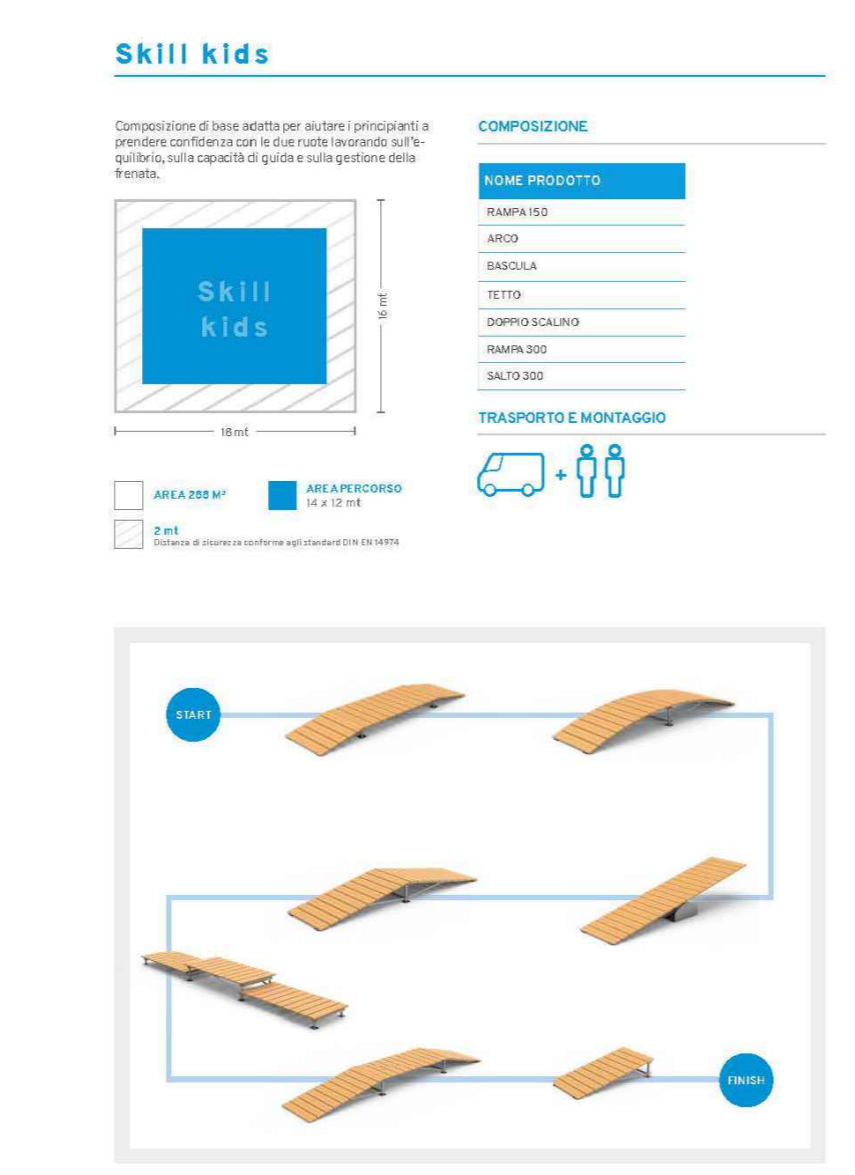 Skill kids
Composizione di base adatta per aiutare i principianti a
prendere confidenza con le due ruote lavorando sull'e-
quilibrio, sulla capacità di guida e sulla gestione della
frenata.
Skill
kids
16 mt
18 mt
AREA 288 M²
AREA PERCORSO
14 x 12 mt
2 mt
Distanza di sicurezza conforme agli standard DIN EN 14974
COMPOSIZIONE
NOME PRODOTTO
RAMPA 150
ARCO
BASCULA
TETTO
DOPPIO SCALINO
RAMPA 300
SALTO 300
TRASPORTO E MONTAGGIO
+
START
FINISH